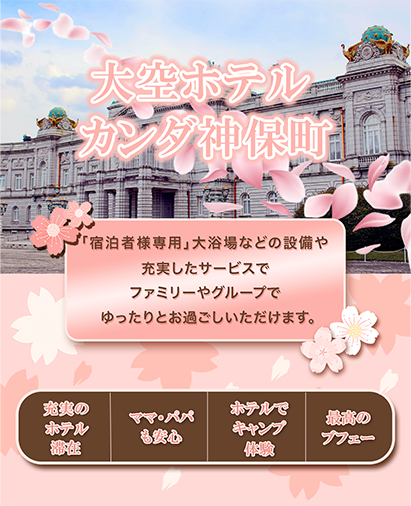 大空ホテル
カンダ神保町
「宿泊者様専用」大浴場などの設備や
充実したサービスで
ファミリーやグループで
ゆったりとお過ごしいただけます。
充実の
ホテル
滞在
ママ・パパ
も安心
ホテルで
キャンプ
体験
最高の
ブフェー